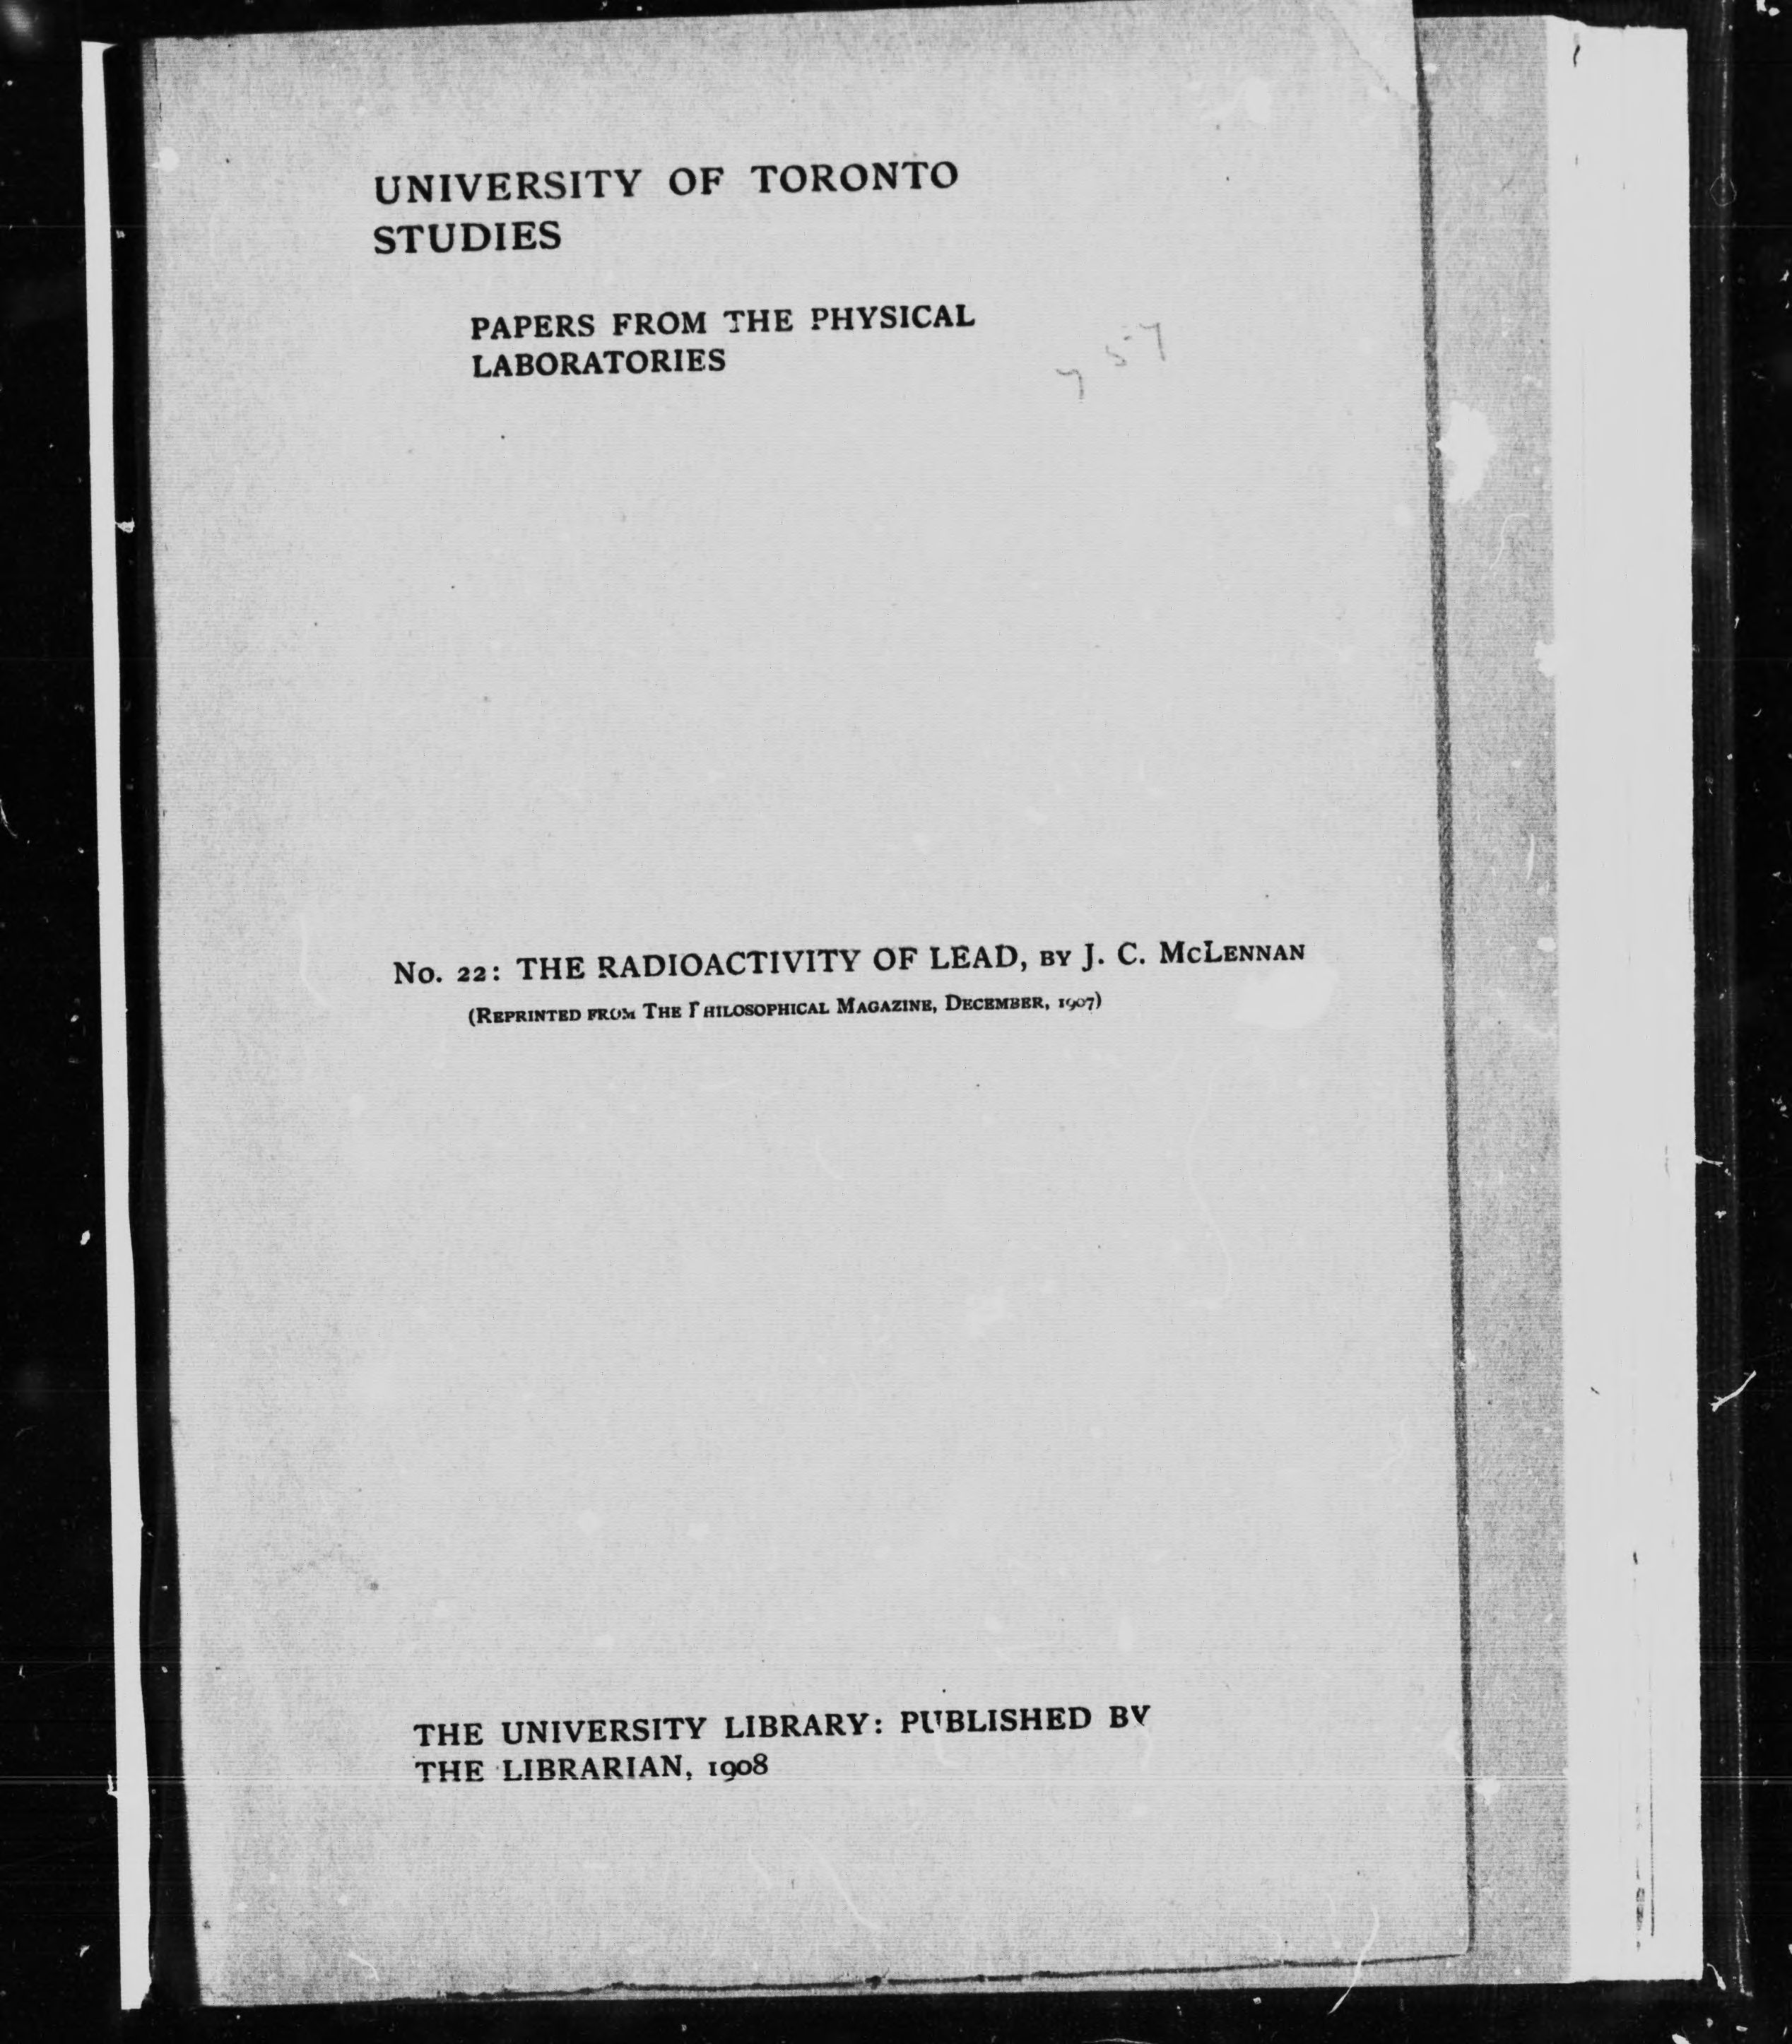 UNIVERSITY OF TORONTO
STUDIES
PAPERS FROM THE PHYSICAL
LABORATORIES
No. 22: THE RADIOACTIVITY OF LEAD, BY J. C. MCLENNAN
(REPRINTED FROM THE PHILOSOPHICAL MAGAZINE, DECEMBER, 1907)
THE UNIVERSITY LIBRARY: PUBLISHED BY
THE LIBRARIAN, 1908